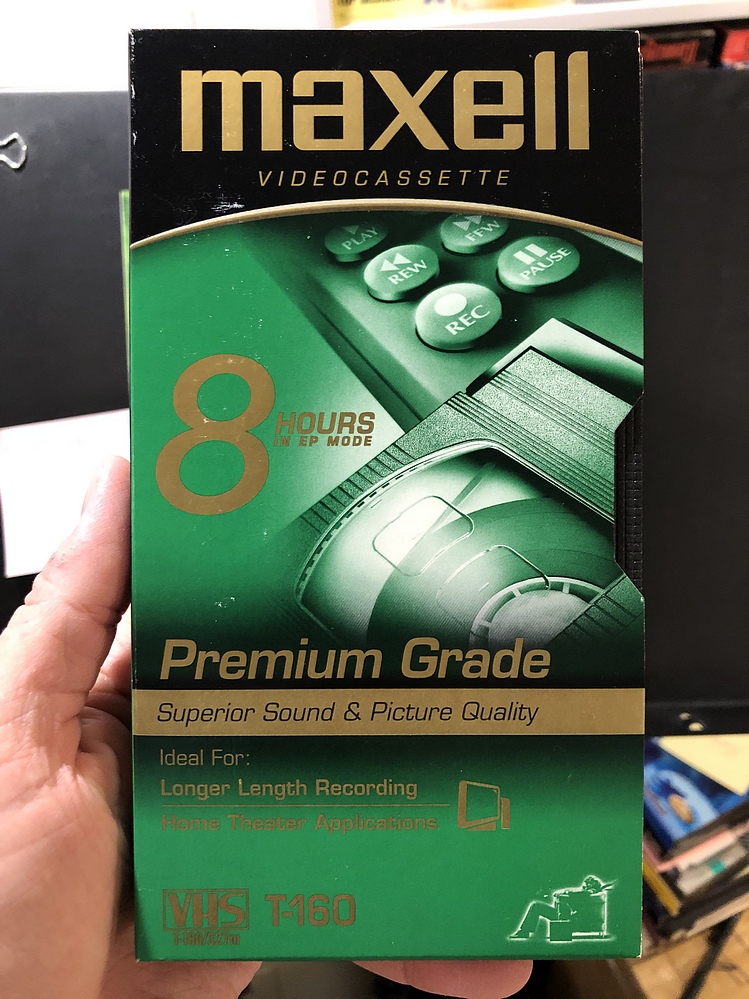 maxell
VIDEOCASSETTE
PLAY
FFW
REW
PAUSE
REC
8 HOURS
IN EP MODE
Premium Grade
Superior Sound & Picture Quality
Ideal For:
Longer Length Recording
Home Theater Applications
VHS T-160